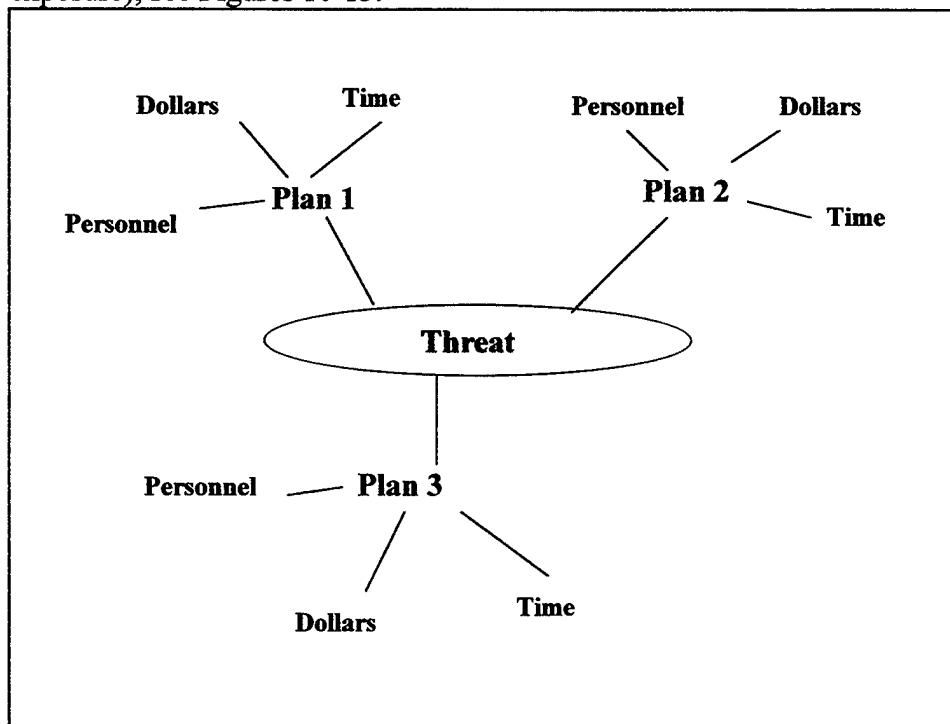 Dollars
Time
Personnel
Plan 1
Personnel
Dollars
Plan 2
Time
Threat
Personnel
Plan 3
Dollars
Time